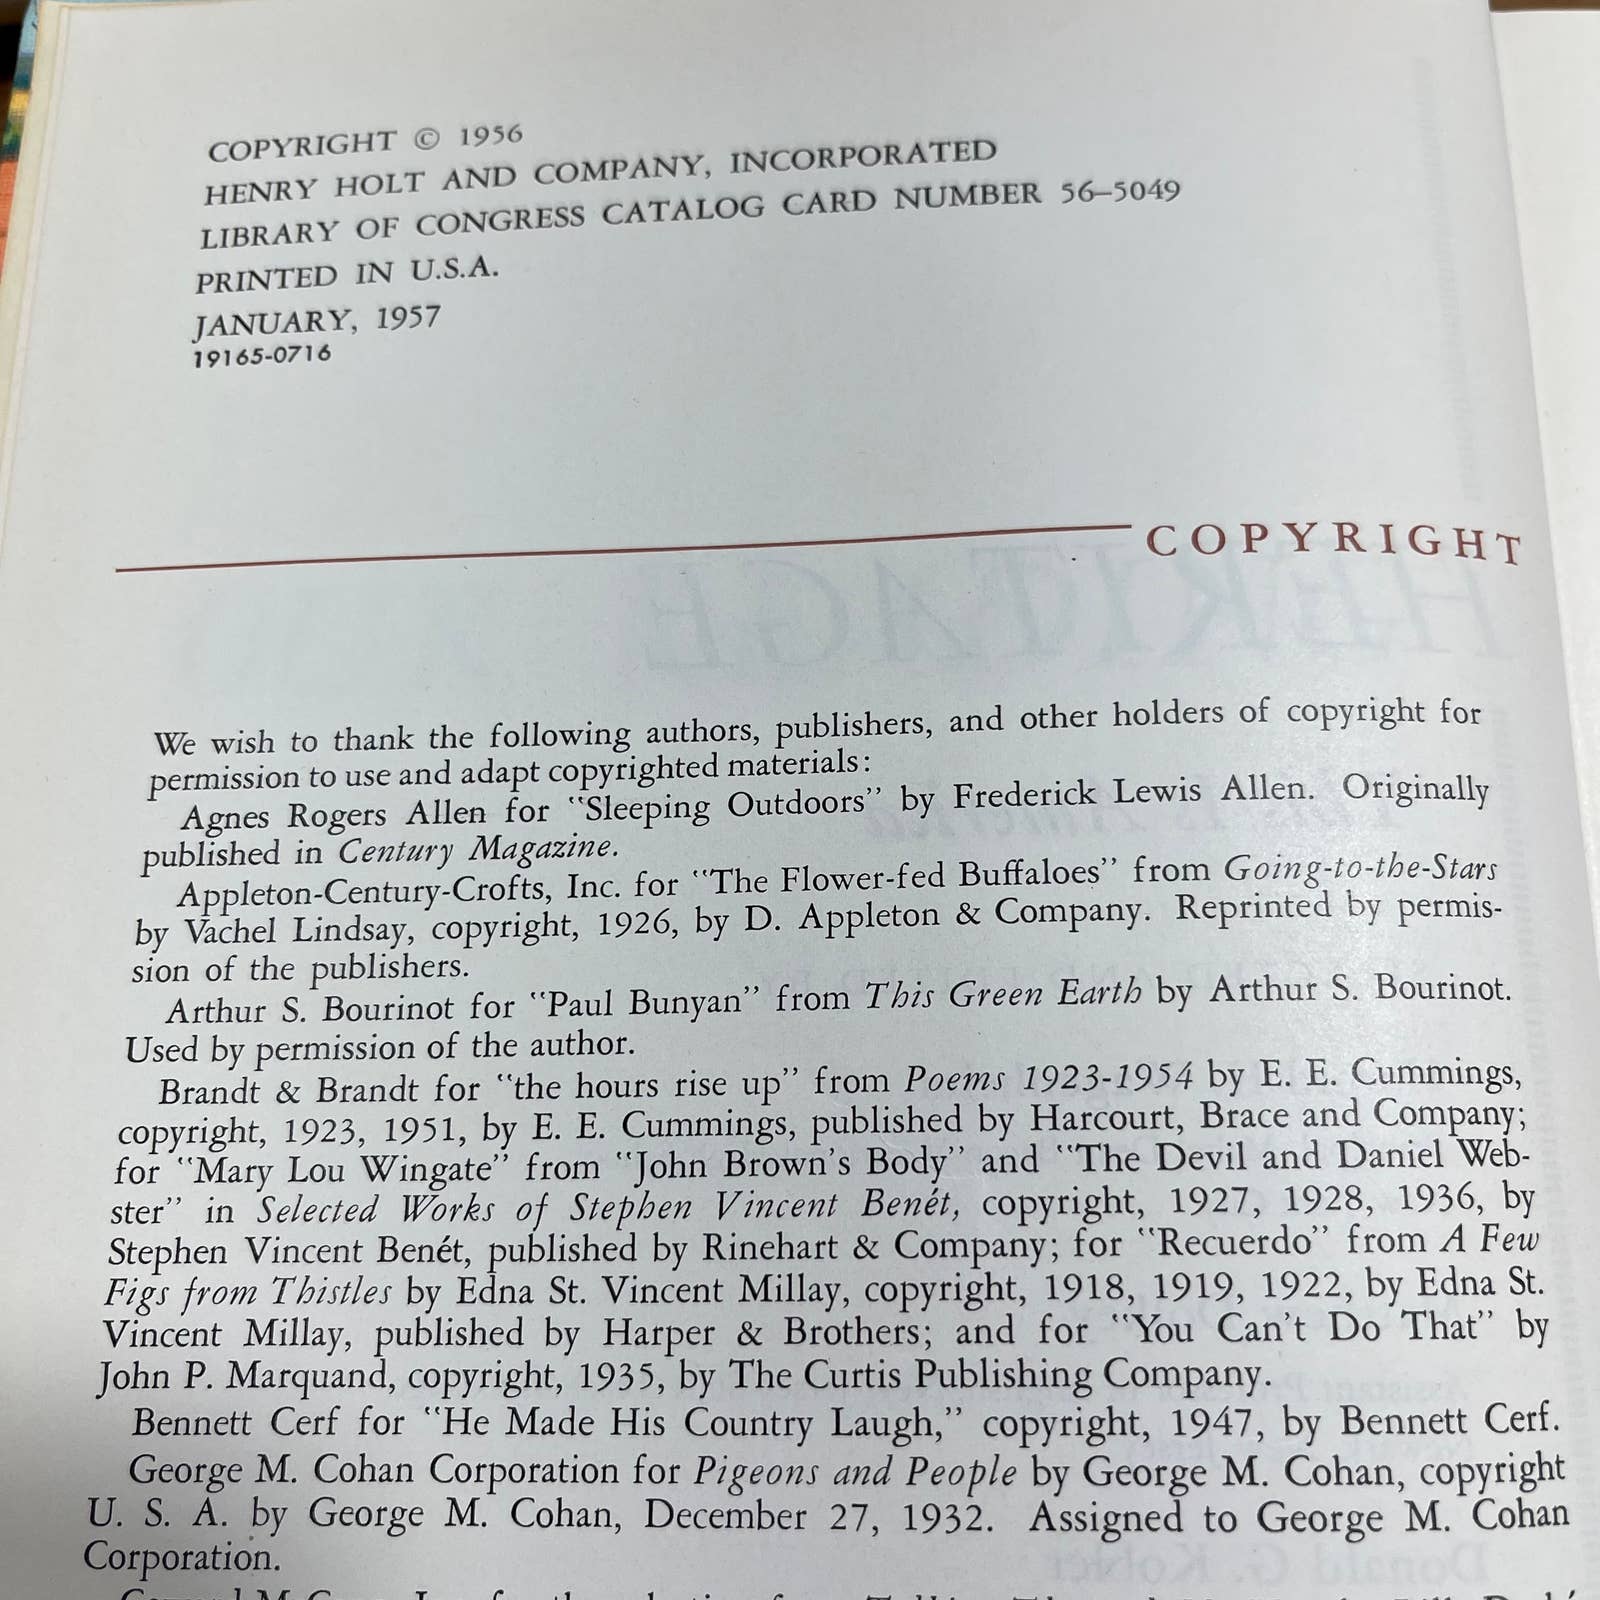 COPYRIGHT © 1956
HENRY HOLT AND COMPANY, INCORPORATED
LIBRARY OF CONGRESS CATALOG CARD NUMBER 56–5049
PRINTED IN U.S.A.
JANUARY, 1957
19165-0716
COPYRIGHT
We wish to thank the following authors, publishers, and other holders of copyright for
permission to use and adapt copyrighted materials:
Agnes Rogers Allen for "Sleeping Outdoors" by Frederick Lewis Allen. Originally
published in Century Magazine.
Appleton-Century-Crofts, Inc. for "The Flower-fed Buffaloes" from Going-to-the-Stars
by Vachel Lindsay, copyright, 1926, by D. Appleton & Company. Reprinted by permis-
sion of the publishers.
Arthur S. Bourinot for "Paul Bunyan" from This Green Earth by Arthur S. Bourinot.
Used by permission of the author.
Brandt & Brandt for "the hours rise up" from Poems 1923-1954 by E. E. Cummings,
copyright, 1923, 1951, by E. E. Cummings, published by Harcourt, Brace and Company;
for "Mary Lou Wingate" from "John Brown's Body" and "The Devil and Daniel Web-
ster" in Selected Works of Stephen Vincent Benét, copyright, 1927, 1928, 1936, by
Stephen Vincent Benét, published by Rinehart & Company; for "Recuerdo" from A Few
Figs from Thistles by Edna St. Vincent Millay, copyright, 1918, 1919, 1922, by Edna St.
Vincent Millay, published by Harper & Brothers; and for "You Can't Do That" by
John P. Marquand, copyright, 1935, by The Curtis Publishing Company.
Bennett Cerf for "He Made His Country Laugh," copyright, 1947, by Bennett Cerf.
George M. Cohan Corporation for Pigeons and People by George M. Cohan, copyright
U. S. A. by George M. Cohan, December 27, 1932. Assigned to George M. Cohan
Corporation.